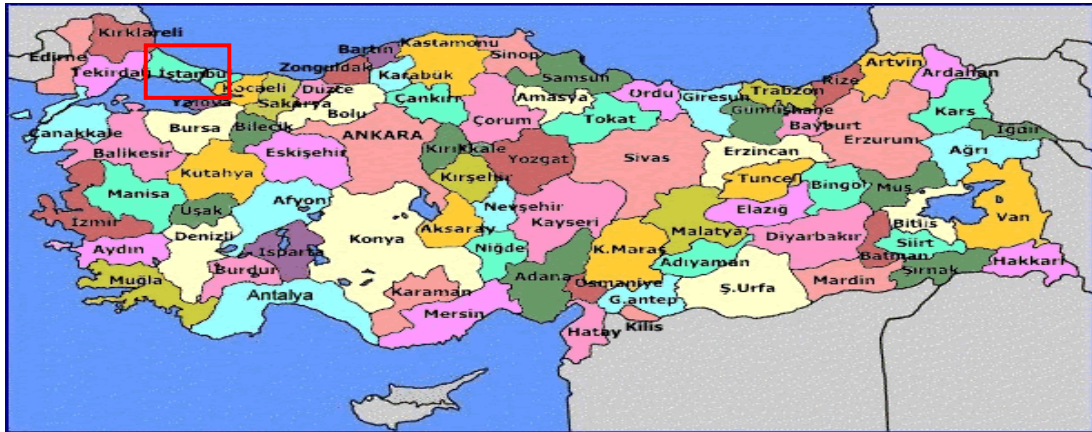 Kırklareli
Edirne
Tekirdağ
İstanbul
Kocaeli
Yalova
Sakarya
Düzce
Zonguldak
Bartın
Karabük
Kastamonu
Sinop
Samsun
Ordu
Giresun
Trabzon
Rize
Artvin
Ardahan
Kars
Iğdır
Ağrı
Erzurum
Bayburt
Gümüşhane
Tokat
Amasya
Çorum
Çankırı
Bolu
Bilecik
Bursa
Çanakkale
Balıkesir
Kutahya
Eskişehir
ANKARA
Kırıkkale
Kırşehir
Yozgat
Sivas
Erzincan
Tunceli
Bingöl
Muş
Bitlis
Van
Hakkari
Şırnak
Siirt
Batman
Diyarbakır
Elazığ
Malatya
Adıyaman
K.Maraş
Kayseri
Nevşehir
Aksaray
Niğde
Konya
Afyon
Uşak
Manisa
İzmir
Aydın
Denizli
Isparta
Burdur
Muğla
Antalya
Karaman
Mersin
Adana
Osmaniye
G.antep
Ş.Urfa
Mardin
Kilis
Hatay